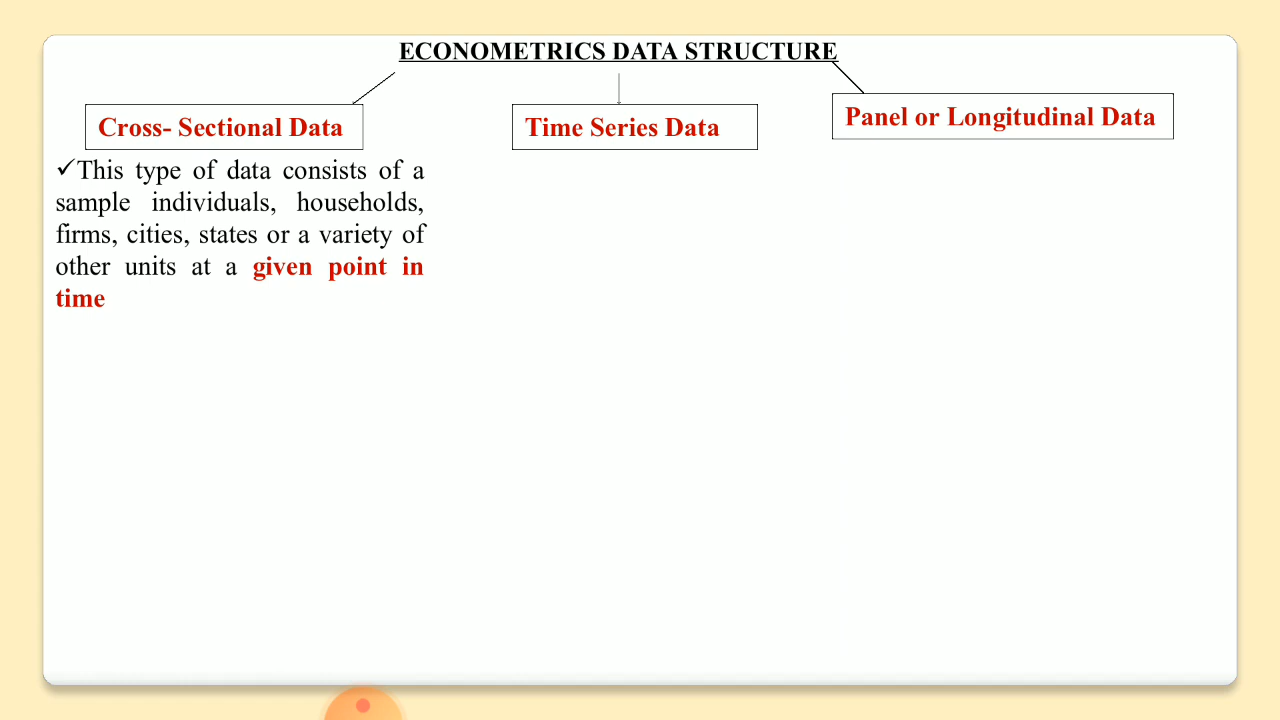 ECONOMETRICS DATA STRUCTURE
Cross- Sectional Data
Time Series Data
Panel or Longitudinal Data
✓This type of data consists of a
sample individuals, households,
firms, cities, states or a variety of
other units at a given point in
time